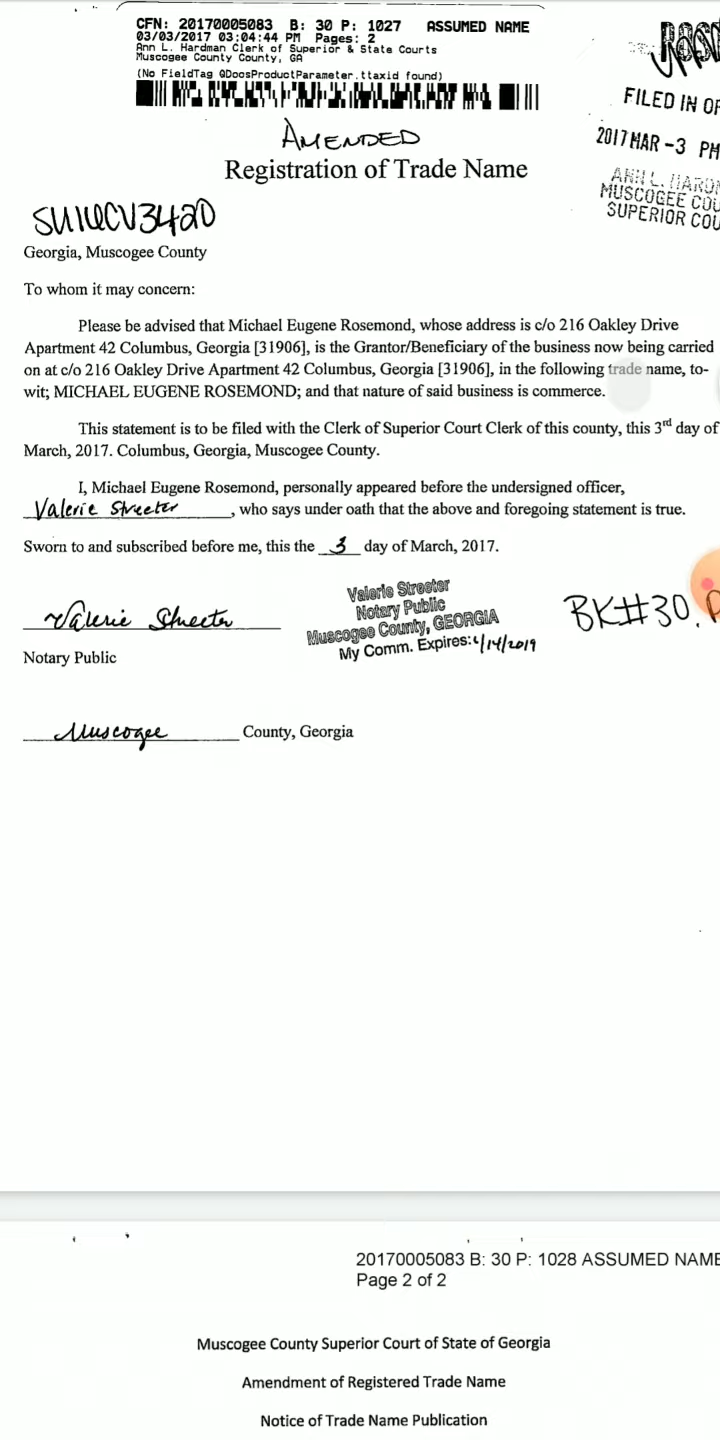 CFN: 20170005083 B: 30 P: 1027 ASSUMED NAME
03/03/2017 03:04:44 PM Pages: 2
Ann L. Hardman Clerk of Superior & State Courts
Muscogee County County, GA
(No FieldTag @DocsProductParameter.ttaxid found)
AMENDED
Registration of Trade Name
FILED IN OF
2017 MAR -3 PM
ANN L. HARD
MUSCOGEE COU
SUPERIOR COU
SU16CV3420
Georgia, Muscogee County
To whom it may concern:
Please be advised that Michael Eugene Rosemond, whose address is c/o 216 Oakley Drive
Apartment 42 Columbus, Georgia [31906], is the Grantor/Beneficiary of the business now being carried
on at c/o 216 Oakley Drive Apartment 42 Columbus, Georgia [31906], in the following trade name, to-
wit; MICHAEL EUGENE ROSEMOND; and that nature of said business is commerce.
This statement is to be filed with the Clerk of Superior Court Clerk of this county, this 3rd day of
March, 2017. Columbus, Georgia, Muscogee County.
I, Michael Eugene Rosemond, personally appeared before the undersigned officer,
Valerie Streeter, who says under oath that the above and foregoing statement is true.
Sworn to and subscribed before me, this the 3 day of March, 2017.
Valerie Streeter
Notary Public
Valerie Streeter
Notary Public
Muscogee County, GEORGIA
My Comm. Expires: 4/14/2019
BK#30, P
Muscogee County, Georgia
20170005083 B: 30 P: 1028 ASSUMED NAME
Page 2 of 2
Muscogee County Superior Court of State of Georgia
Amendment of Registered Trade Name
Notice of Trade Name Publication